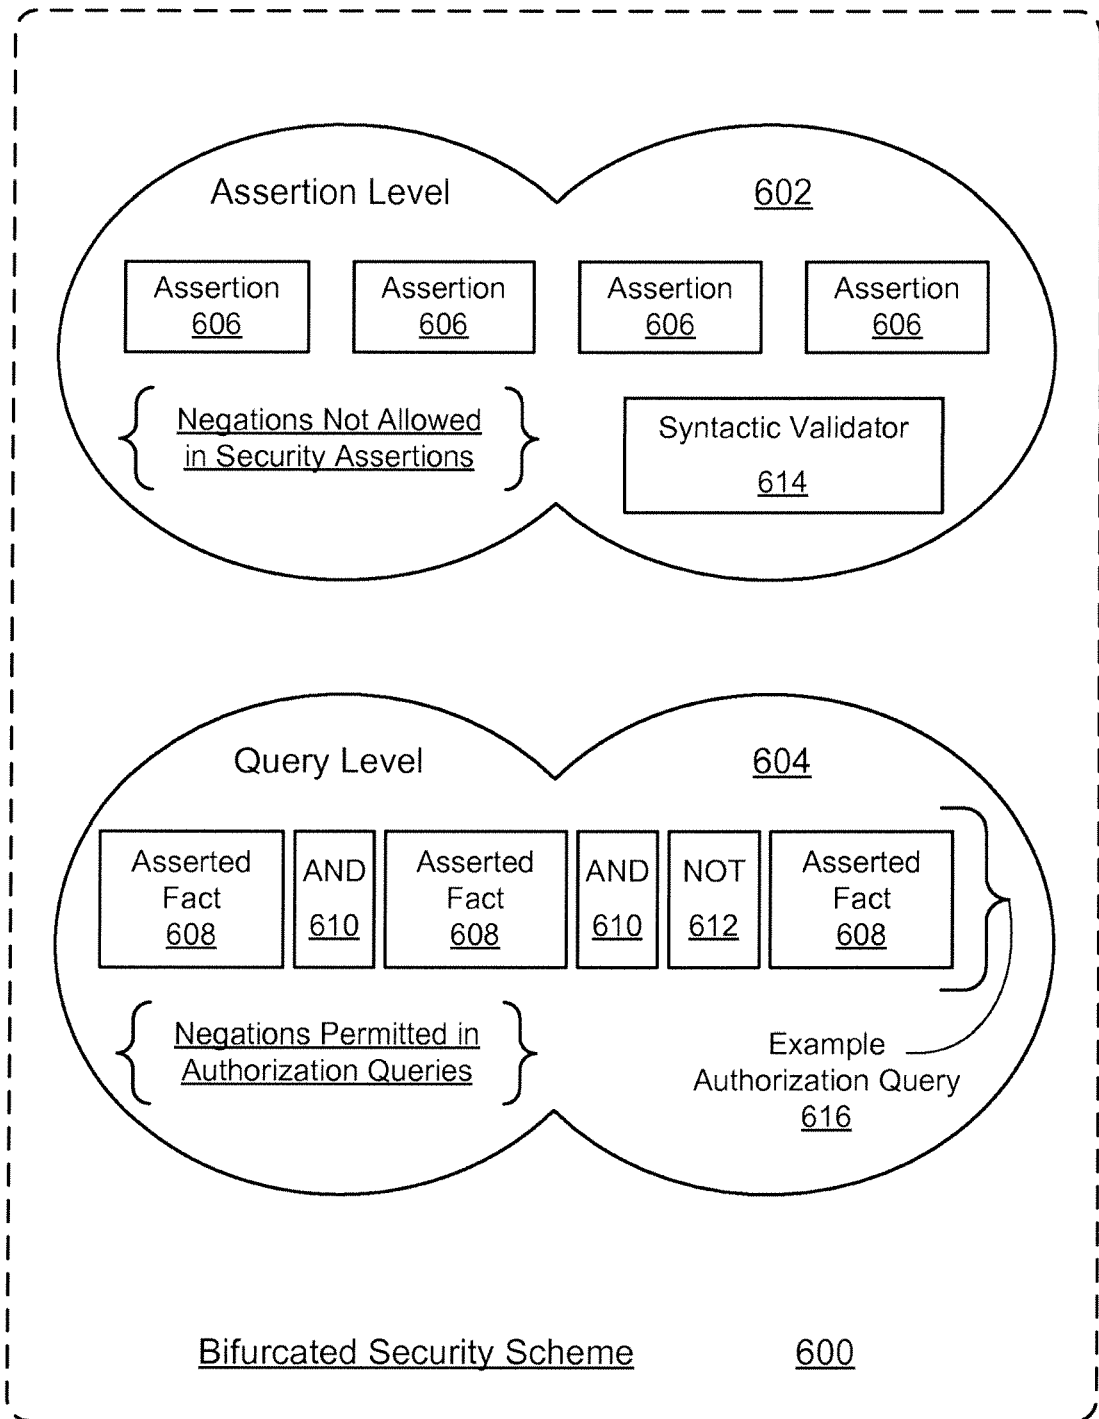 Assertion Level 602
Assertion 606
Assertion 606
Assertion 606
Assertion 606
Negations Not Allowed
in Security Assertions
Syntactic Validator
614
Query Level 604
Asserted
Fact
608
AND
610
Asserted
Fact
608
AND
610
NOT
612
Asserted
Fact
608
Negations Permitted in
Authorization Queries
Example
Authorization Query
616
Bifurcated Security Scheme 600